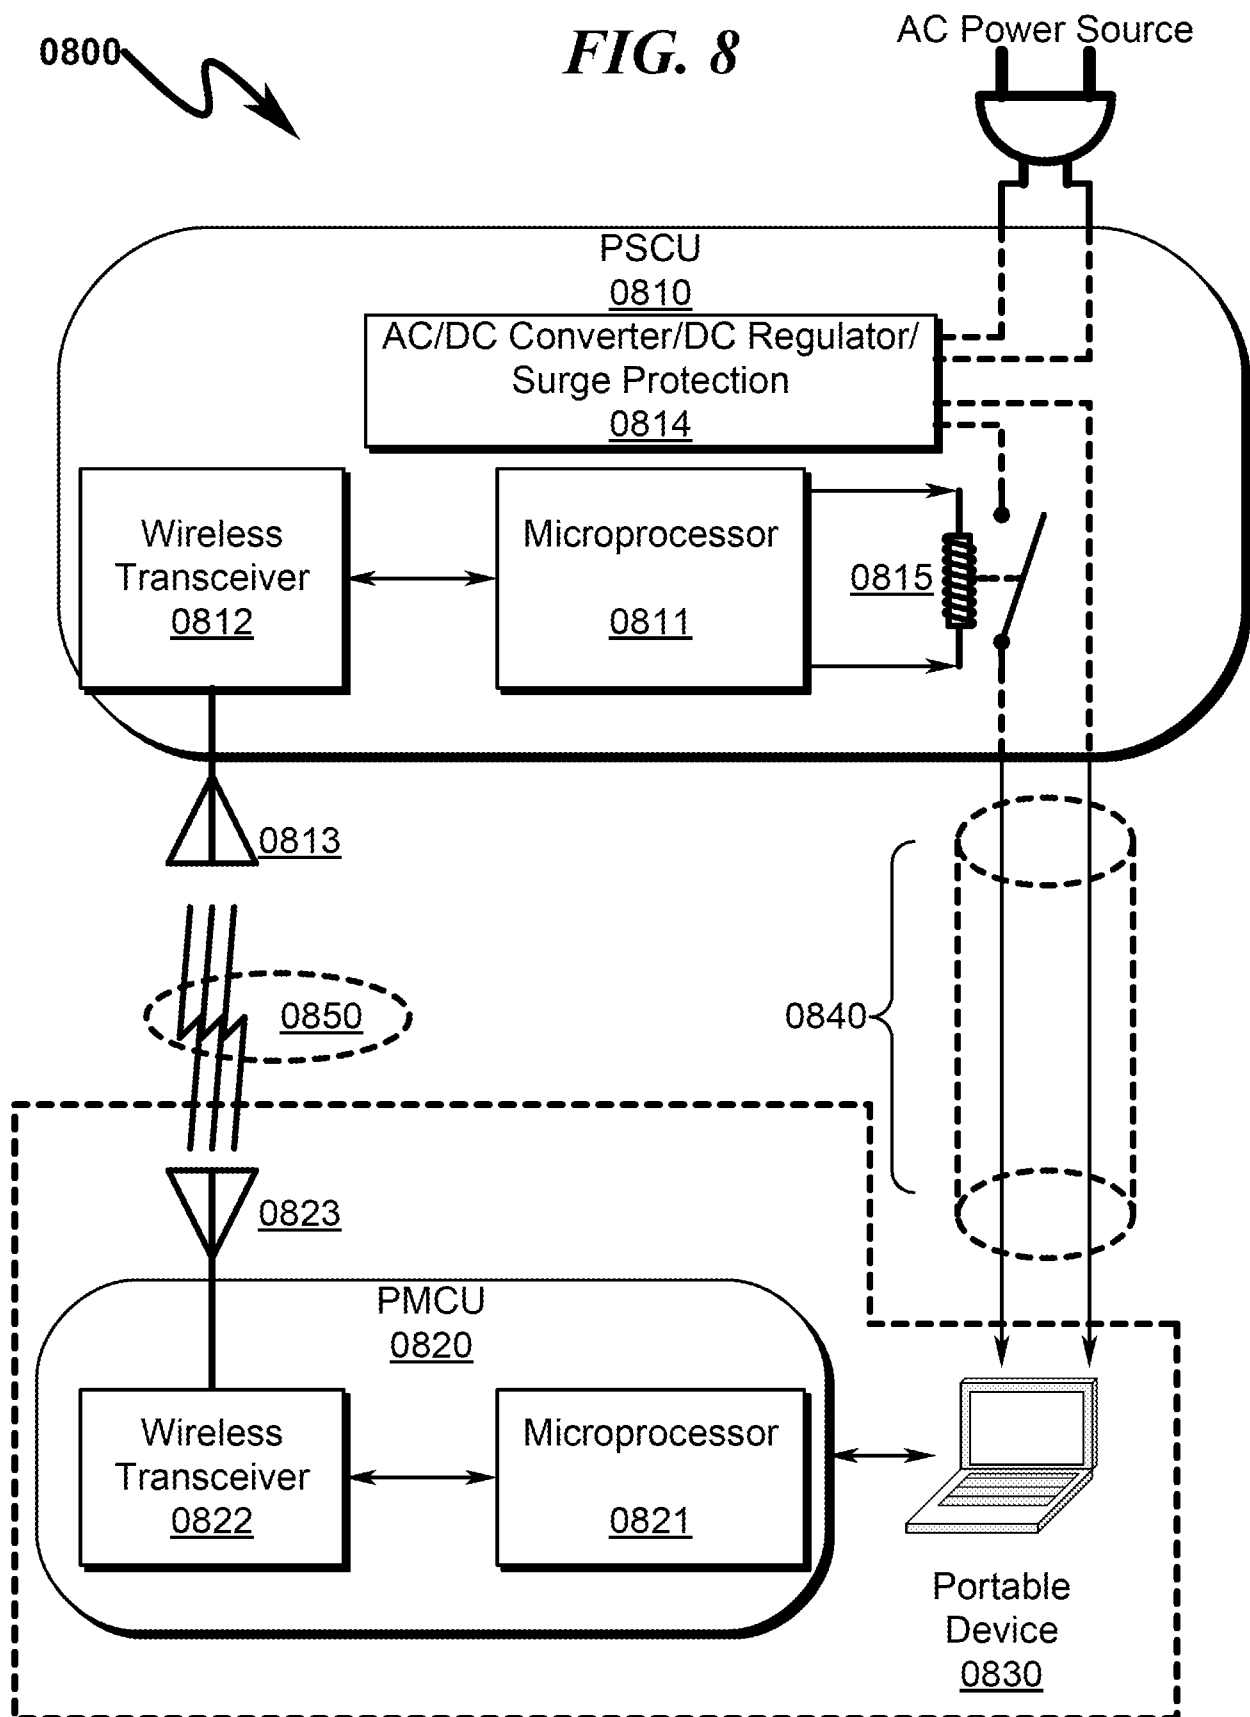 0800
FIG. 8
AC Power Source
PSCU
0810
AC/DC Converter/DC Regulator/
Surge Protection
0814
Wireless
Transceiver
0812
Microprocessor
0811
0815
0813
0850
0840
0823
PMCU
0820
Wireless
Transceiver
0822
Microprocessor
0821
Portable
Device
0830